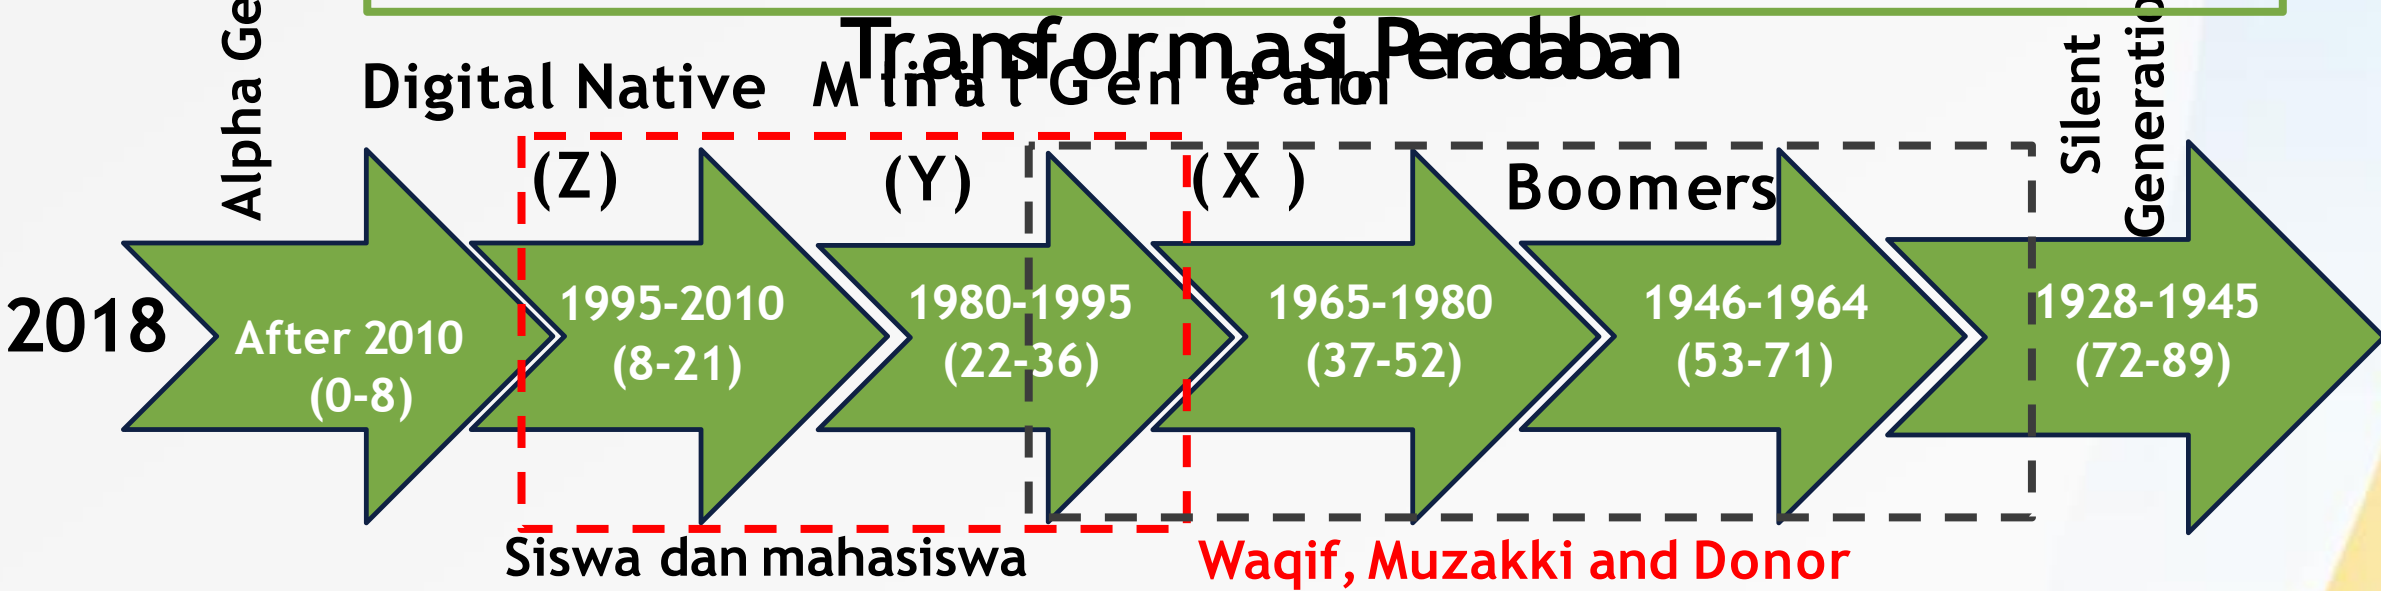 Transformasi Peradaban
Alpha Ge
Digital Native
(Z)
(Y)
(X )
Boomers
Silent
Generatio
2018
After 2010
(0-8)
1995-2010
(8-21)
1980-1995
(22-36)
1965-1980
(37-52)
1946-1964
(53-71)
1928-1945
(72-89)
Siswa dan mahasiswa
Waqif, Muzakki and Donor